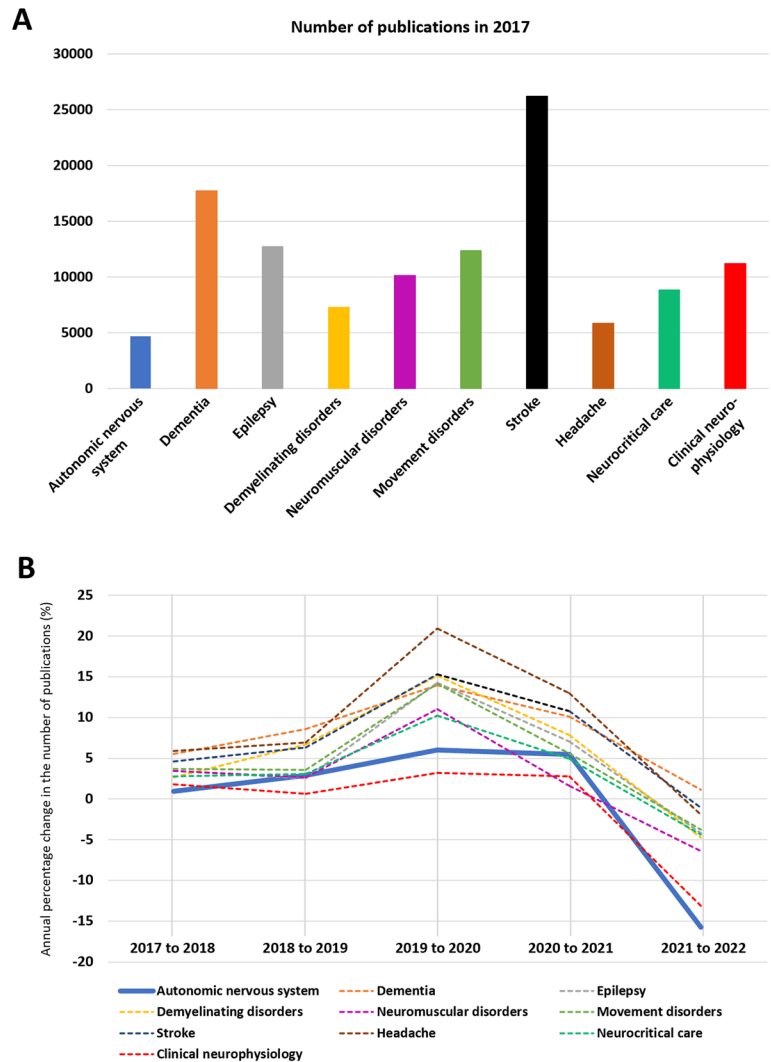 A
Number of publications in 2017
30000
25000
20000
15000
10000
5000
0
Autonomic nervous
system
Dementia
Epilepsy
Demyelinating disorders
Neuromuscular disorders
Movement disorders
Stroke
Headache
Neurocritical care
Clinical neuro-
physiology
B
Annual percentage change in the number of publications (%)
25
20
15
10
5
0
-5
-10
-15
-20
2017 to 2018 2018 to 2019 2019 to 2020 2020 to 2021 2021 to 2022
Autonomic nervous system Dementia Epilepsy
Demyelinating disorders Neuromuscular disorders Movement disorders
Stroke Headache Neurocritical care
Clinical neurophysiology